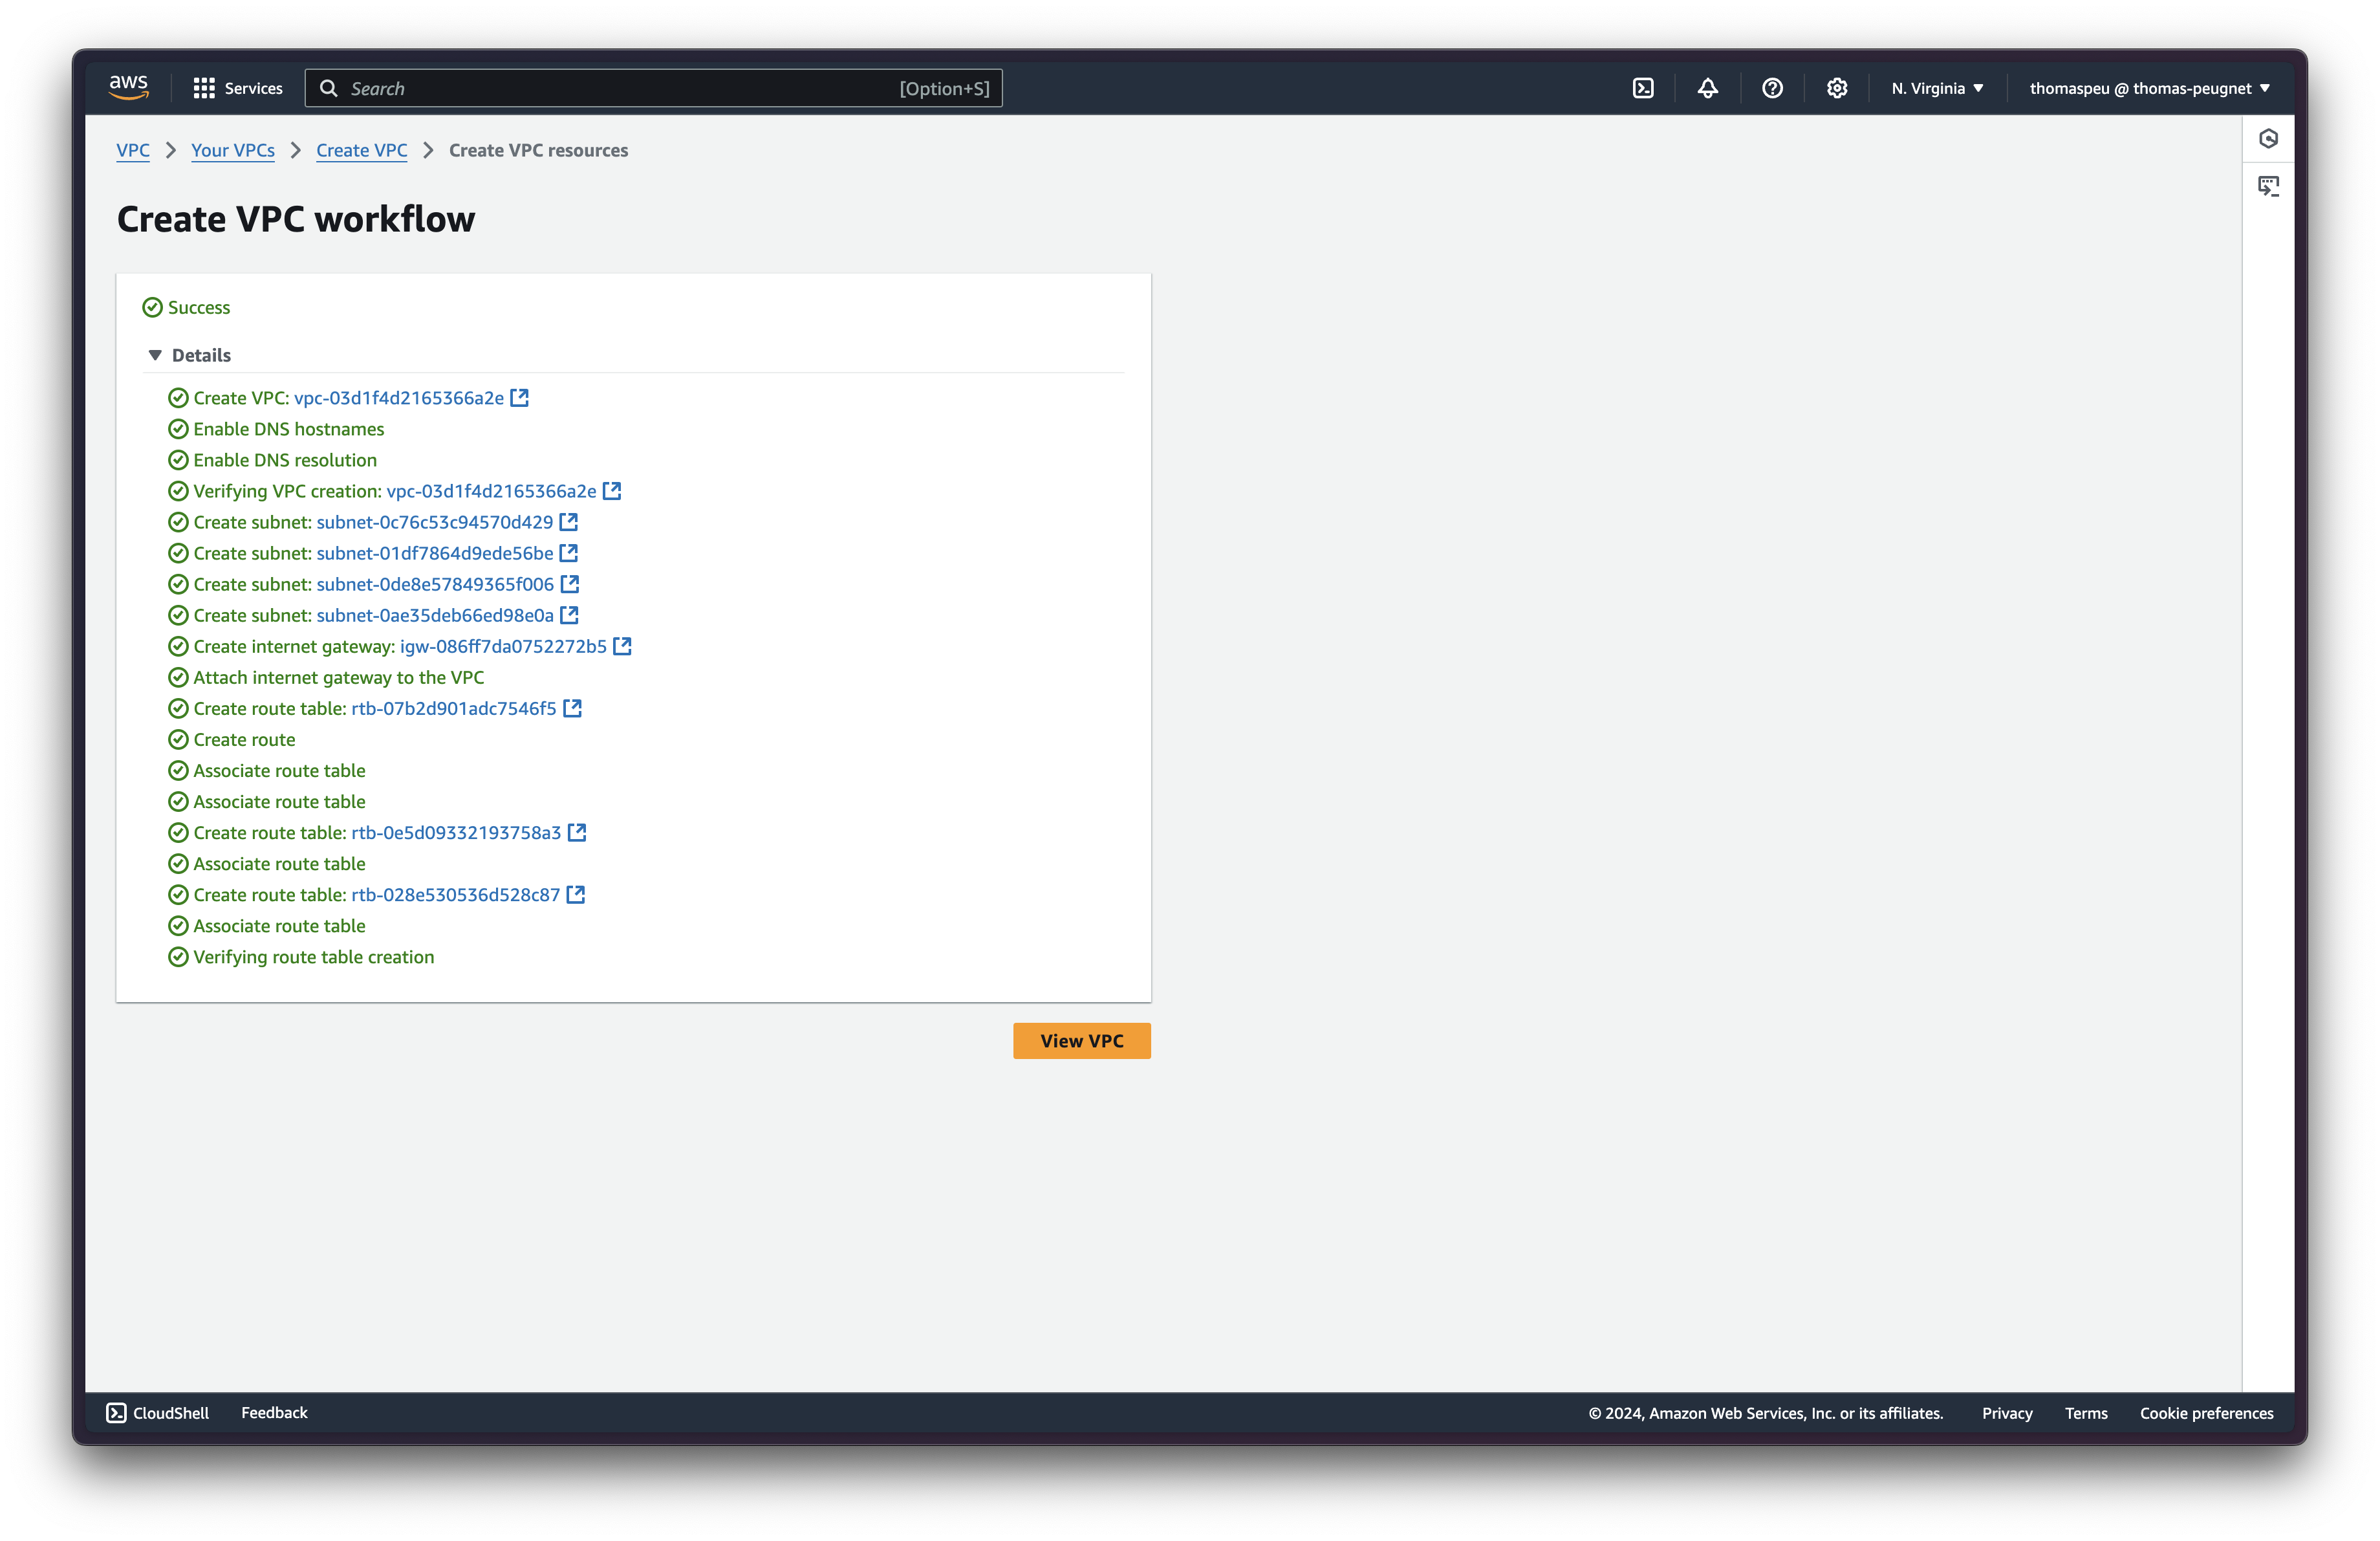 aws Services Search [Option+S] N. Virginia thomaspeu @ thomas-peugnet
VPC Your VPCs Create VPC Create VPC resources
Create VPC workflow
Success
Details
Create VPC: vpc-03d1f4d2165366a2e
Enable DNS hostnames
Enable DNS resolution
Verifying VPC creation: vpc-03d1f4d2165366a2e
Create subnet: subnet-0c76c53c94570d429
Create subnet: subnet-01df7864d9ede56be
Create subnet: subnet-0de8e57849365f006
Create subnet: subnet-0ae35deb66ed98e0a
Create internet gateway: igw-086ff7da0752272b5
Attach internet gateway to the VPC
Create route table: rtb-07b2d901adc7546f5
Create route
Associate route table
Associate route table
Create route table: rtb-0e5d09332193758a3
Associate route table
Create route table: rtb-028e530536d528c87
Associate route table
Verifying route table creation
View VPC
CloudShell Feedback © 2024, Amazon Web Services, Inc. or its affiliates. Privacy Terms Cookie preferences